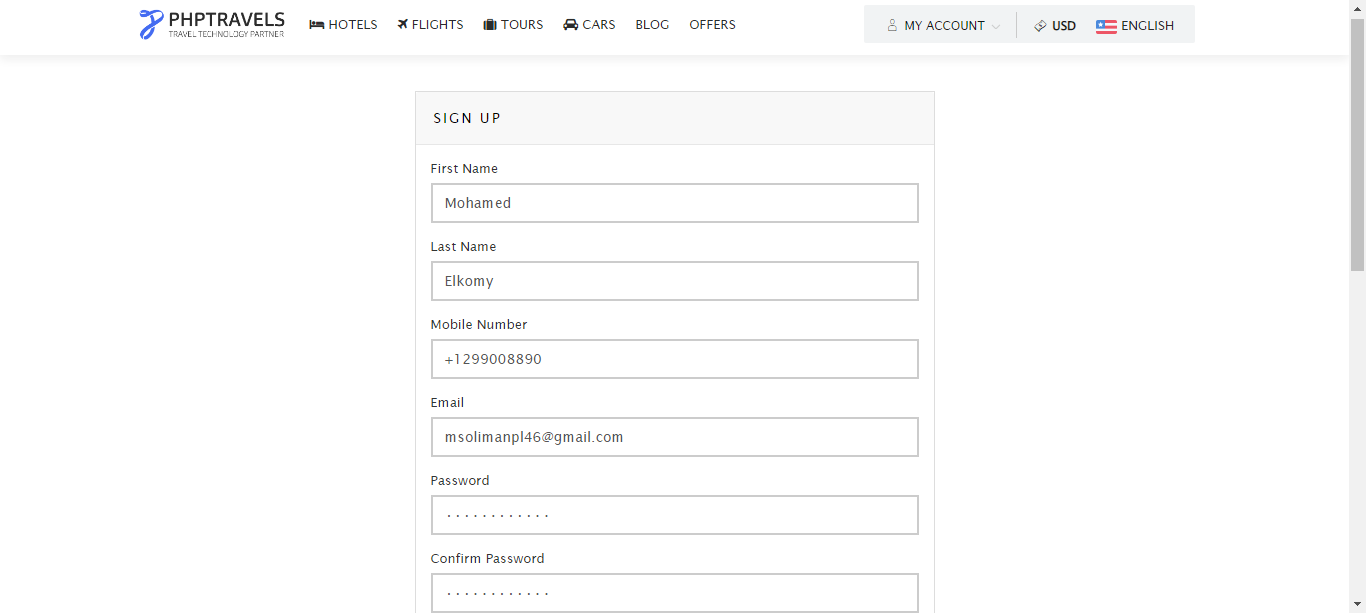 PHPTRAVELS
TRAVEL TECHNOLOGY PARTNER
HOTELS FLIGHTS TOURS CARS BLOG OFFERS MY ACCOUNT USD ENGLISH
SIGN UP
First Name
Mohamed
Last Name
Elkomy
Mobile Number
+1299008890
Email
msolimanpl46@gmail.com
Password
············
Confirm Password
············